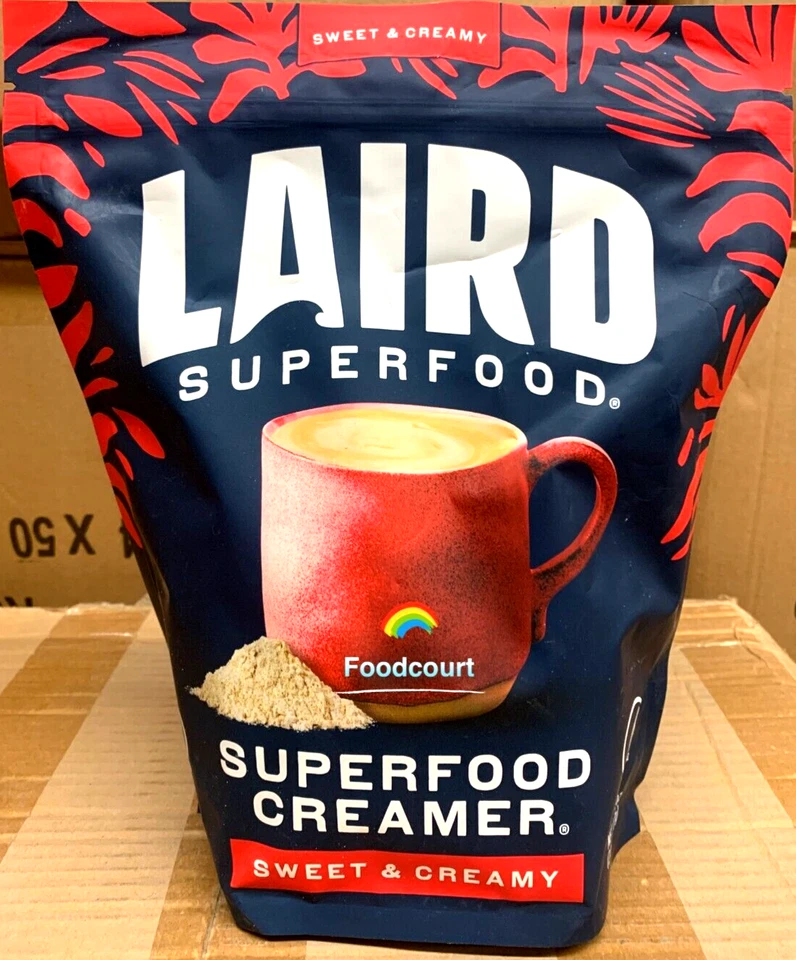 SWEET & CREAMY
LAIRD
SUPERFOOD®
50 X
Foodcourt
SUPERFOOD
CREAMER®
SWEET & CREAMY